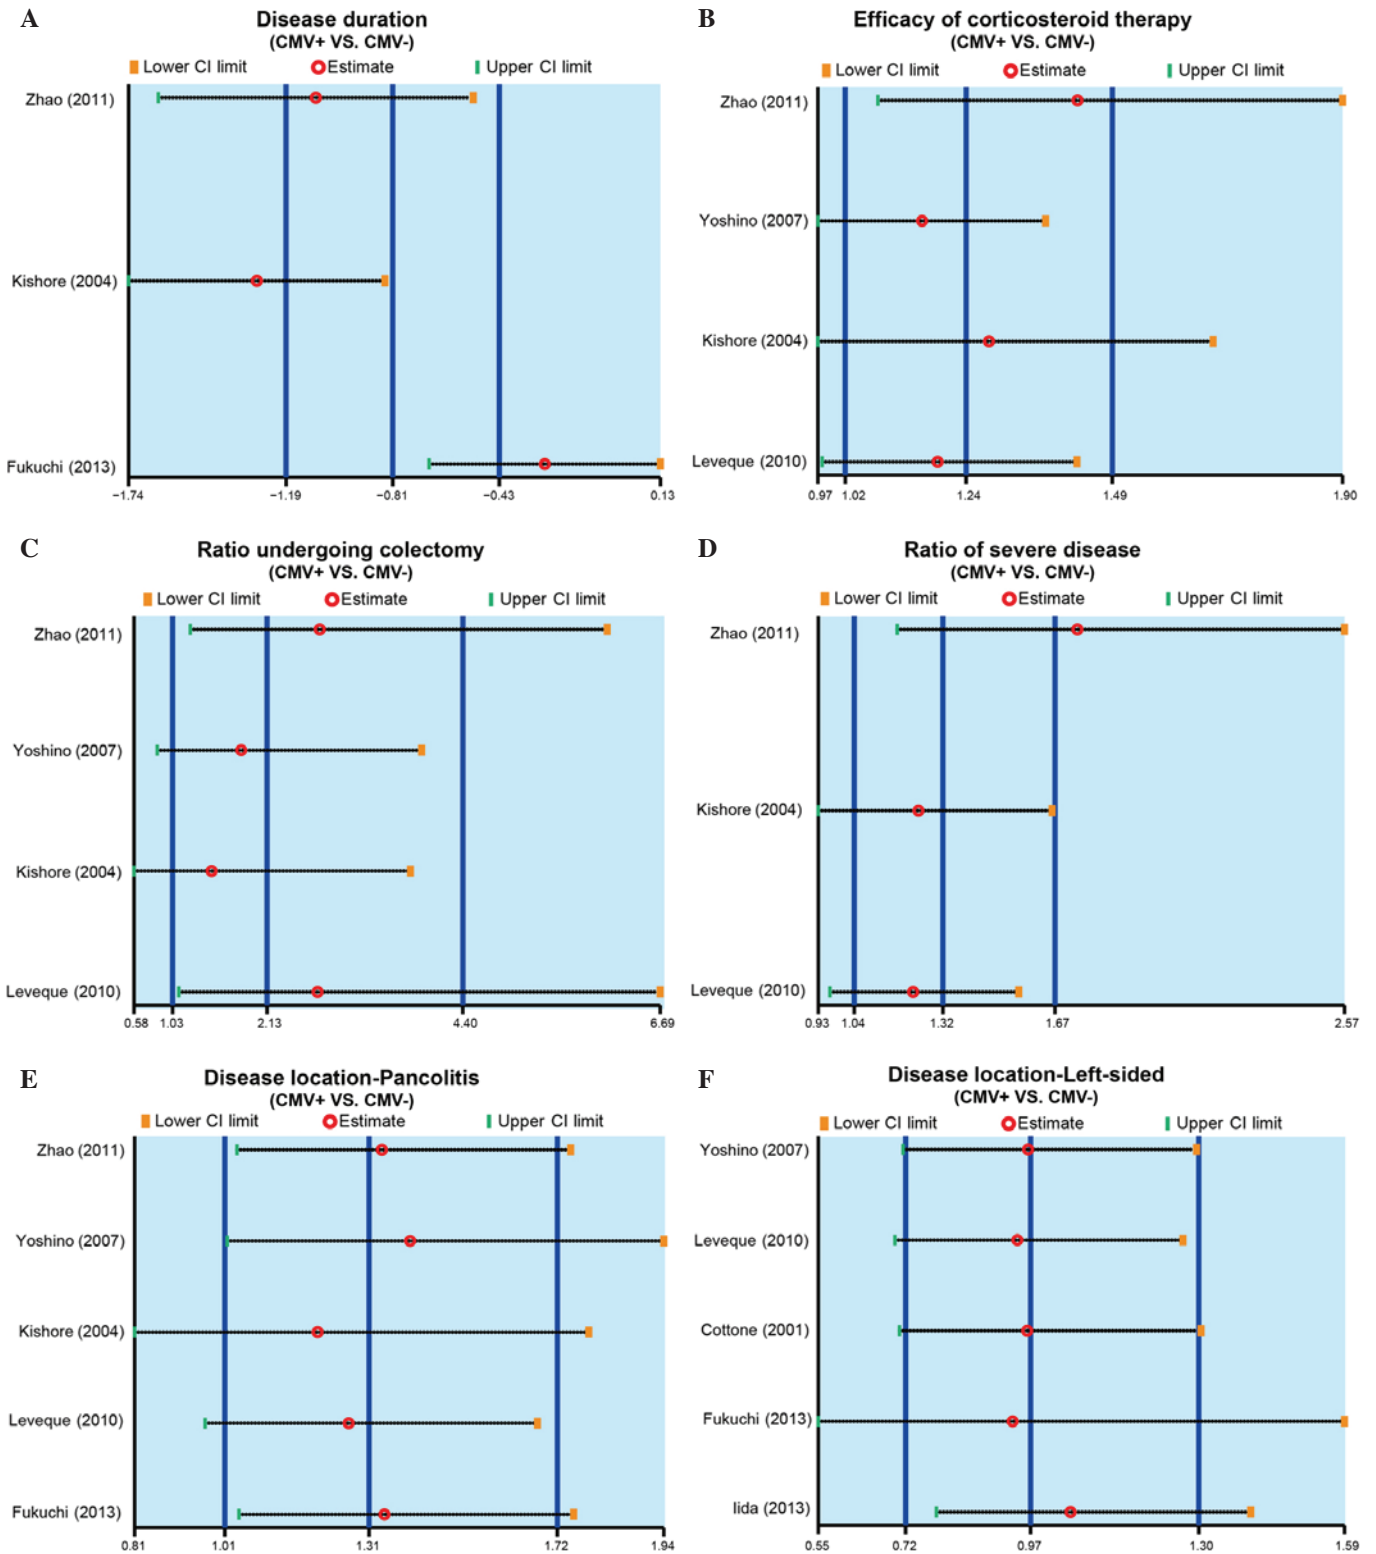 A
Disease duration
(CMV+ VS. CMV-)
Lower CI limit Estimate Upper CI limit
Zhao (2011)
Kishore (2004)
Fukuchi (2013)
−1.74 −1.19 −0.81 −0.43 0.13
B
Efficacy of corticosteroid therapy
(CMV+ VS. CMV-)
Lower CI limit Estimate Upper CI limit
Zhao (2011)
Yoshino (2007)
Kishore (2004)
Leveque (2010)
0.97 1.02 1.24 1.49 1.90
C
Ratio undergoing colectomy
(CMV+ VS. CMV-)
Lower CI limit Estimate Upper CI limit
Zhao (2011)
Yoshino (2007)
Kishore (2004)
Leveque (2010)
0.58 1.03 2.13 4.40 6.69
D
Ratio of severe disease
(CMV+ VS. CMV-)
Lower CI limit Estimate Upper CI limit
Zhao (2011)
Kishore (2004)
Leveque (2010)
0.93 1.04 1.32 1.67 2.57
E
Disease location-Pancolitis
(CMV+ VS. CMV-)
Lower CI limit Estimate Upper CI limit
Zhao (2011)
Yoshino (2007)
Kishore (2004)
Leveque (2010)
Fukuchi (2013)
0.81 1.01 1.31 1.72 1.94
F
Disease location-Left-sided
(CMV+ VS. CMV-)
Lower CI limit Estimate Upper CI limit
Yoshino (2007)
Leveque (2010)
Cottone (2001)
Fukuchi (2013)
Iida (2013)
0.55 0.72 0.97 1.30 1.59